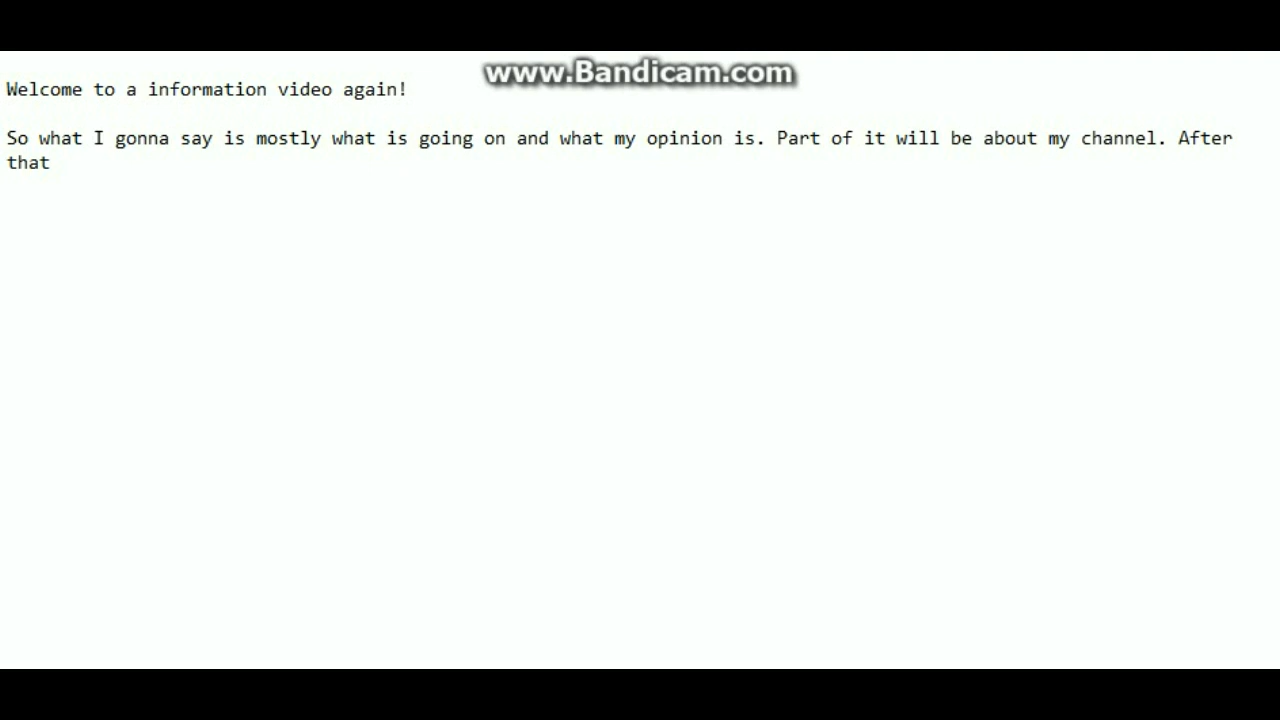 www.Bandicam.com
Welcome to a information video again!
So what I gonna say is mostly what is going on and what my opinion is. Part of it will be about my channel. After
that